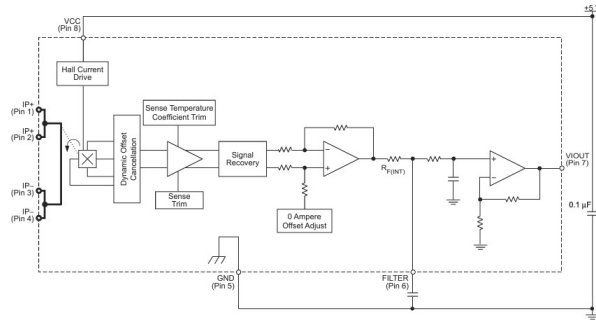 +5
VCC
(Pin 8)
Hall Current
Drive
IP+
(Pin 1)
IP+
(Pin 2)
IP−
(Pin 3)
IP−
(Pin 4)
Dynamic Offset
Cancellation
Sense Temperature
Coefficient Trim
Sense
Trim
Signal
Recovery
0 Ampere
Offset Adjust
RF(INT)
VIOUT
(Pin 7)
0.1 µF
GND
(Pin 5)
FILTER
(Pin 6)